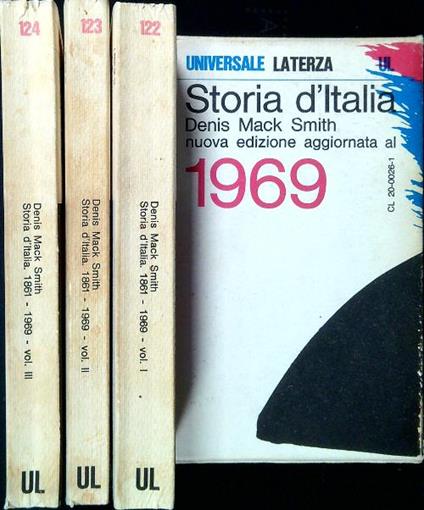 124
Denis Mack Smith
Storia d'Italia. 1861 - 1969 - vol. III
UL
123
Denis Mack Smith
Storia d'Italia. 1861 - 1969 - vol. II
UL
122
Denis Mack Smith
Storia d'Italia. 1861 - 1969 - vol. I
UL
UNIVERSALE LATERZA UL
Storia d'Italia
Denis Mack Smith
nuova edizione aggiornata al
1969
CL 20-0026-1